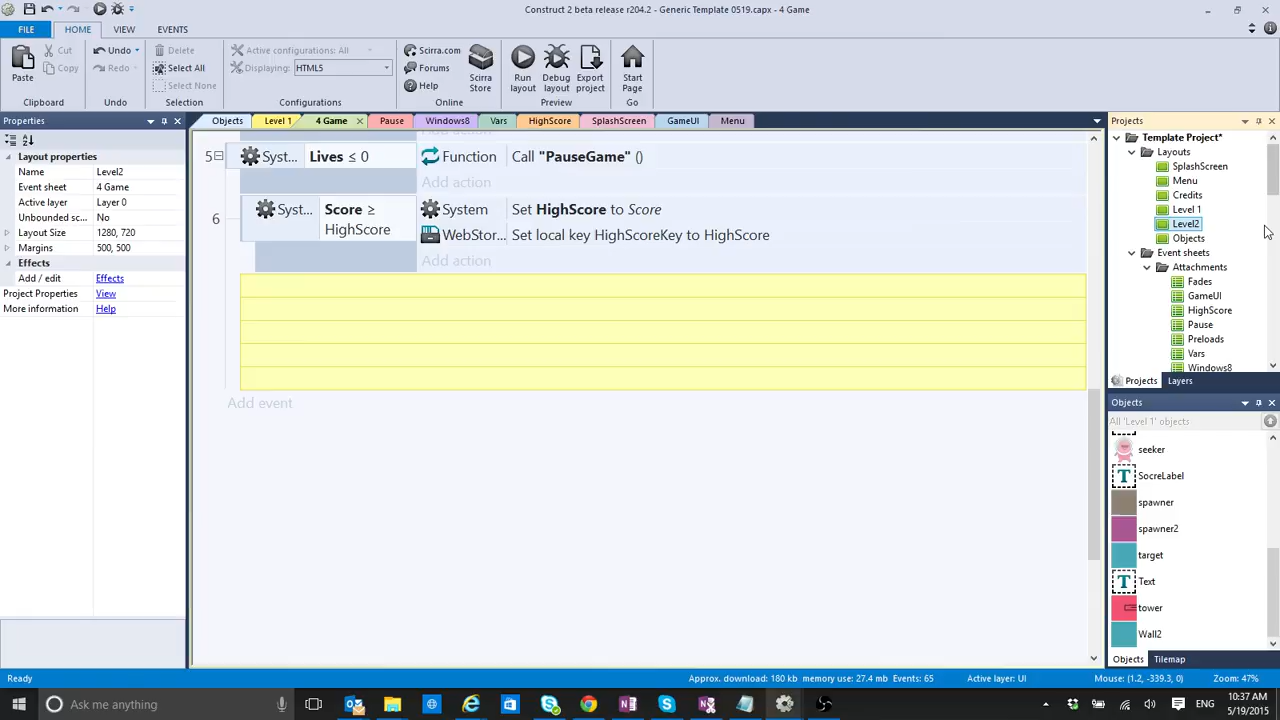 Construct 2 beta release r204.2 - Generic Template 0519.capx - 4 Game
FILE HOME VIEW EVENTS
Paste Cut Copy Clipboard
Undo Redo Undo
Delete Select All Select None Selection
Active configurations: All
Displaying: HTML5
Configurations
Scirra.com Forums Help Scirra Store Online
Run layout Debug layout Export project Preview
Start Page Go
Properties
Layout properties
Name Level2
Event sheet 4 Game
Active layer Layer 0
Unbounded sc... No
Layout Size 1280, 720
Margins 500, 500
Effects
Add / edit Effects
Project Properties View
More information Help
Objects Level 1 4 Game Pause Windows8 Vars HighScore SplashScreen GameUI Menu
Add action
5 Syst... Lives ≤ 0 Function Call "PauseGame" ()
Add action
6 Syst... Score ≥ HighScore System Set HighScore to Score
Set local key HighScoreKey to HighScore
Add action
Add event
Projects
Template Project*
Layouts
SplashScreen
Menu
Credits
Level 1
Level2
Objects
Event sheets
Attachments
Fades
GameUI
HighScore
Pause
Preloads
Vars
Windows8
Projects Layers
Objects
All 'Level 1' objects
seeker
SocreLabel
spawner
spawner2
target
Text
tower
Wall2
Objects Tilemap
Ready Approx. download: 180 kb memory use: 27.4 mb Events: 65 Active layer: UI Mouse: (1.2, -339.3, 0) Zoom: 47%
Ask me anything
ENG 10:37 AM
5/19/2015